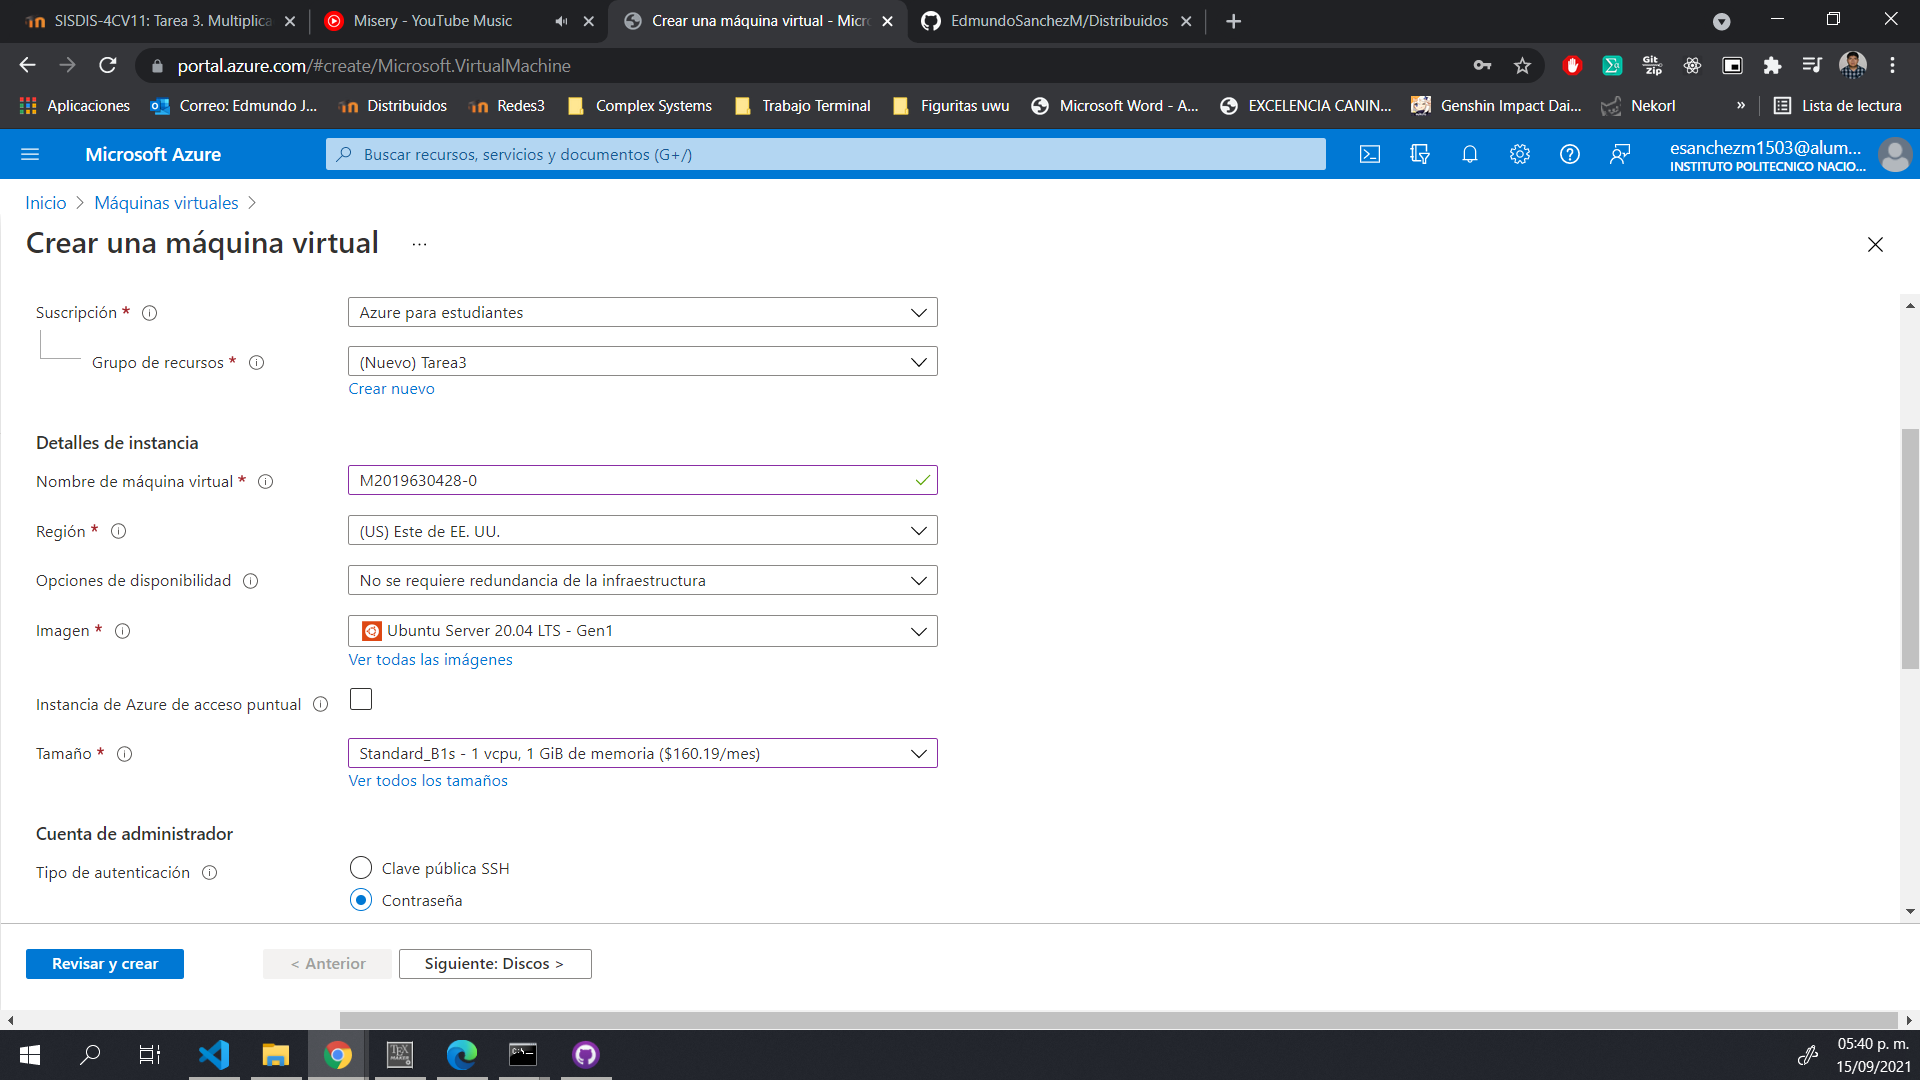 SISDIS-4CV11: Tarea 3. Multiplica
Misery - YouTube Music
Crear una máquina virtual - Micro
EdmundoSanchezM/Distribuidos
portal.azure.com/#create/Microsoft.VirtualMachine
Aplicaciones
Correo: Edmundo J...
Distribuidos
Redes3
Complex Systems
Trabajo Terminal
Figuritas uwu
Microsoft Word - A...
EXCELENCIA CANIN...
Genshin Impact Dai...
Nekorl
»
Lista de lectura
Microsoft Azure
Buscar recursos, servicios y documentos (G+/)
esanchezm1503@alum...
INSTITUTO POLITECNICO NACIO...
Inicio > Máquinas virtuales >
Crear una máquina virtual ...
Suscripción *
Azure para estudiantes
Grupo de recursos *
(Nuevo) Tarea3
Crear nuevo
Detalles de instancia
Nombre de máquina virtual *
M2019630428-0
Región *
(US) Este de EE. UU.
Opciones de disponibilidad
No se requiere redundancia de la infraestructura
Imagen *
Ubuntu Server 20.04 LTS - Gen1
Ver todas las imágenes
Instancia de Azure de acceso puntual
Tamaño *
Standard_B1s - 1 vcpu, 1 GiB de memoria ($160.19/mes)
Ver todos los tamaños
Cuenta de administrador
Tipo de autenticación
Clave pública SSH
Contraseña
Revisar y crear
< Anterior
Siguiente: Discos >
05:40 p. m.
15/09/2021